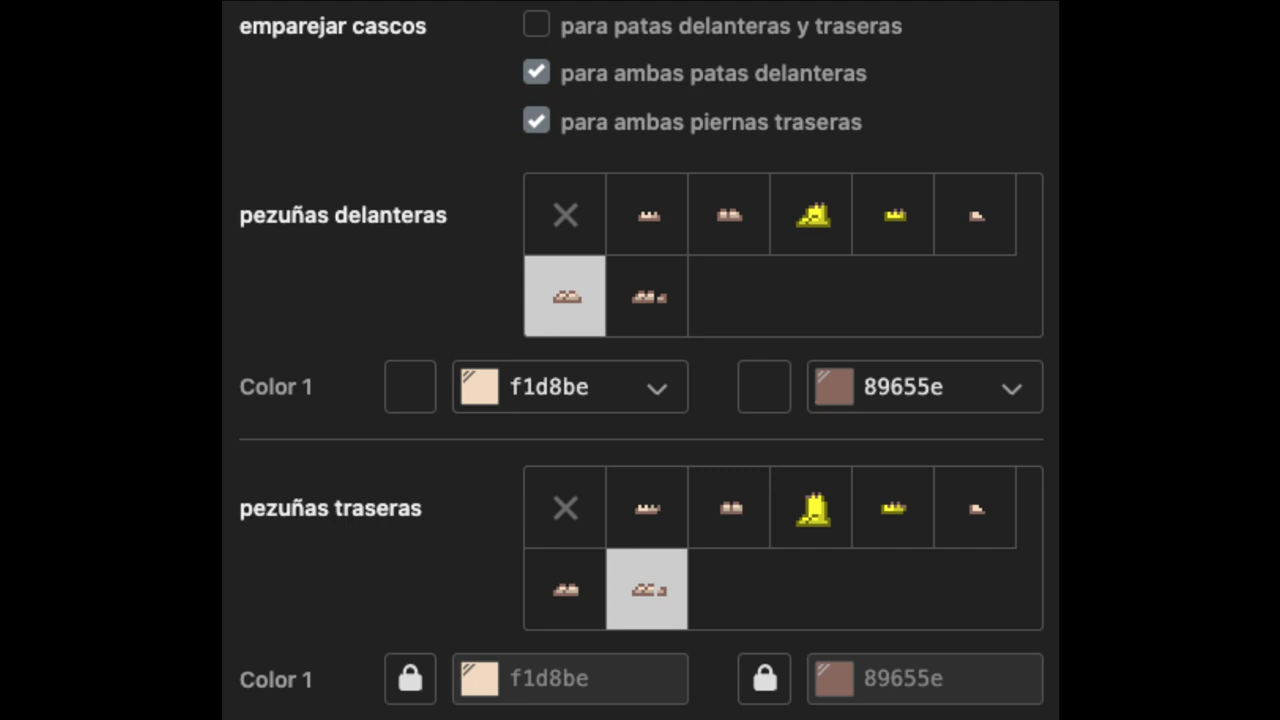 emparejar cascos
para patas delanteras y traseras
para ambas patas delanteras
para ambas piernas traseras
pezuñas delanteras
Color 1 f1d8be 89655e
pezuñas traseras
Color 1 f1d8be 89655e